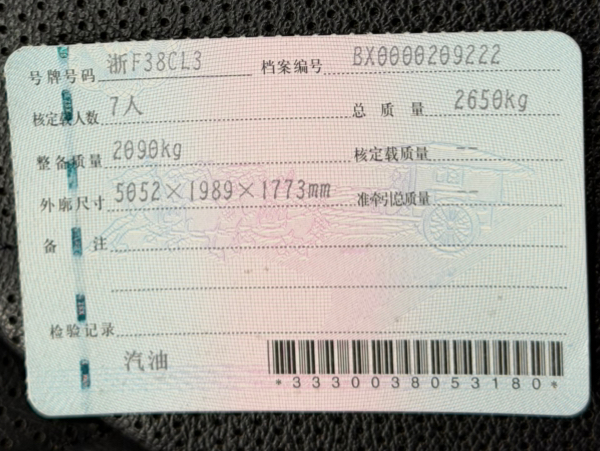 号牌号码 浙F38CL3 档案编号 BX0000209222
核定载人数 7人 总质量 2650kg
整备质量 2090kg 核定载质量 --
外廓尺寸 5052×1989×1773mm 准牵引总质量 --
备注
检验记录
汽油
*3330038053180*